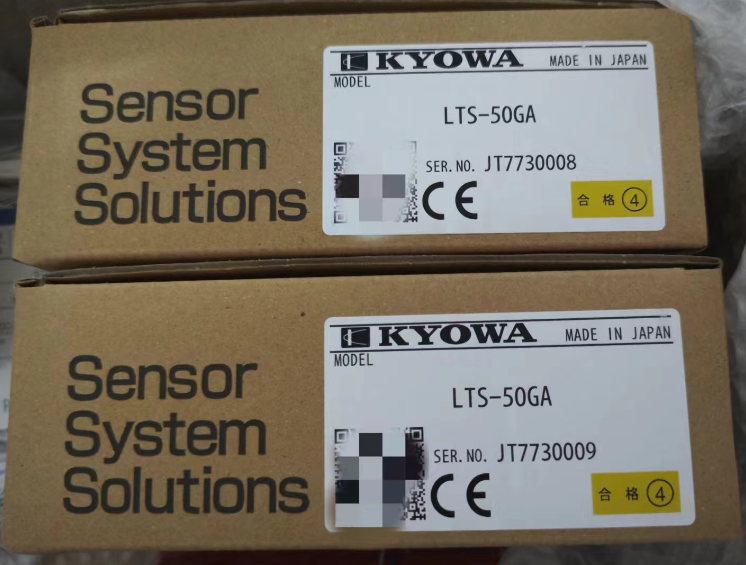 Sensor
System
Solutions
KYOWA MADE IN JAPAN
MODEL
LTS-50GA
SER. NO. JT7730008
CE
合格④
Sensor
System
Solutions
KYOWA MADE IN JAPAN
MODEL
LTS-50GA
SER. NO. JT7730009
CE
合格④